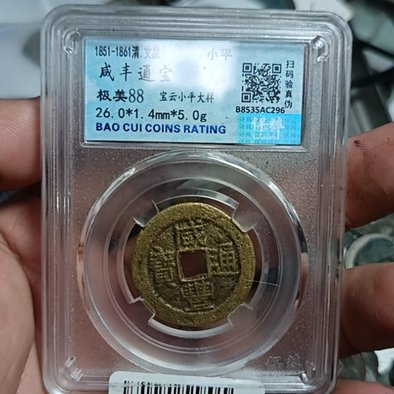 1851-1861清.文宗 小平
咸丰通宝
极美88 宝云小平大样
26.0*1.4mm*5.0g
BAO CUI COINS RATING
扫码验真伪
B8535AC296
保粹
咸豐通寶